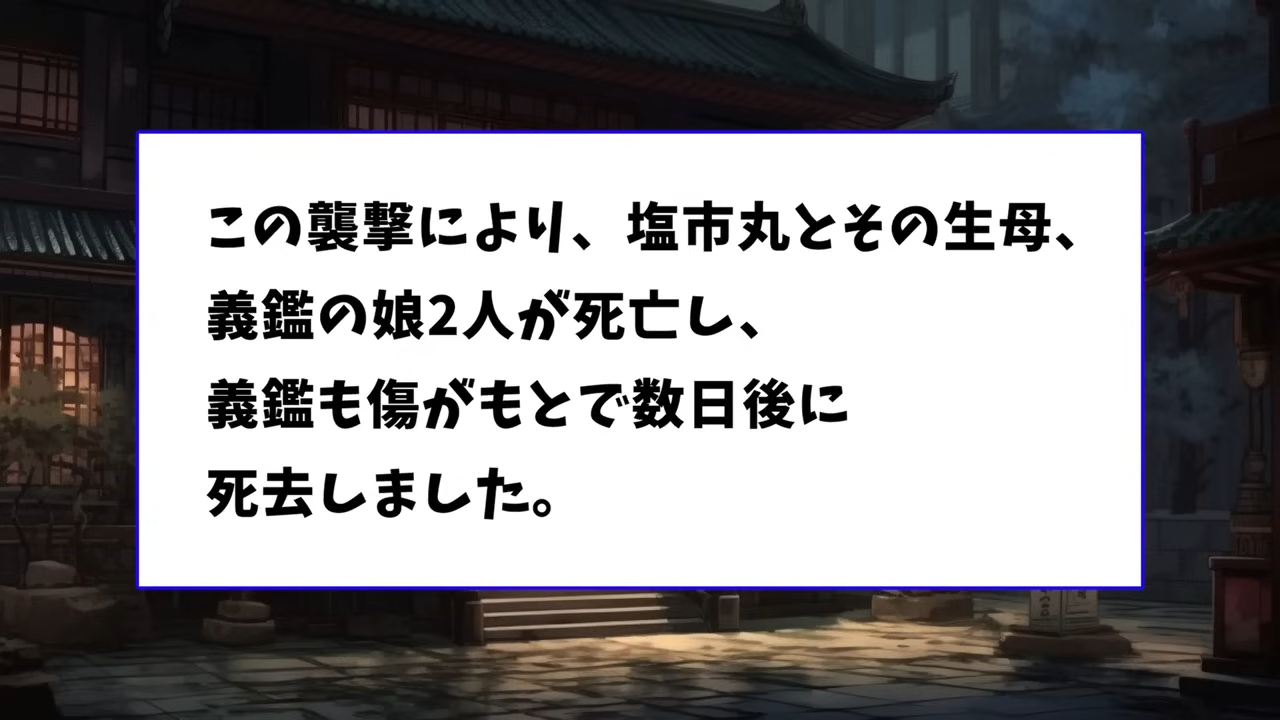 この襲撃により、塩市丸とその生母、
義鑑の娘2人が死亡し、
義鑑も傷がもとで数日後に
死去しました。